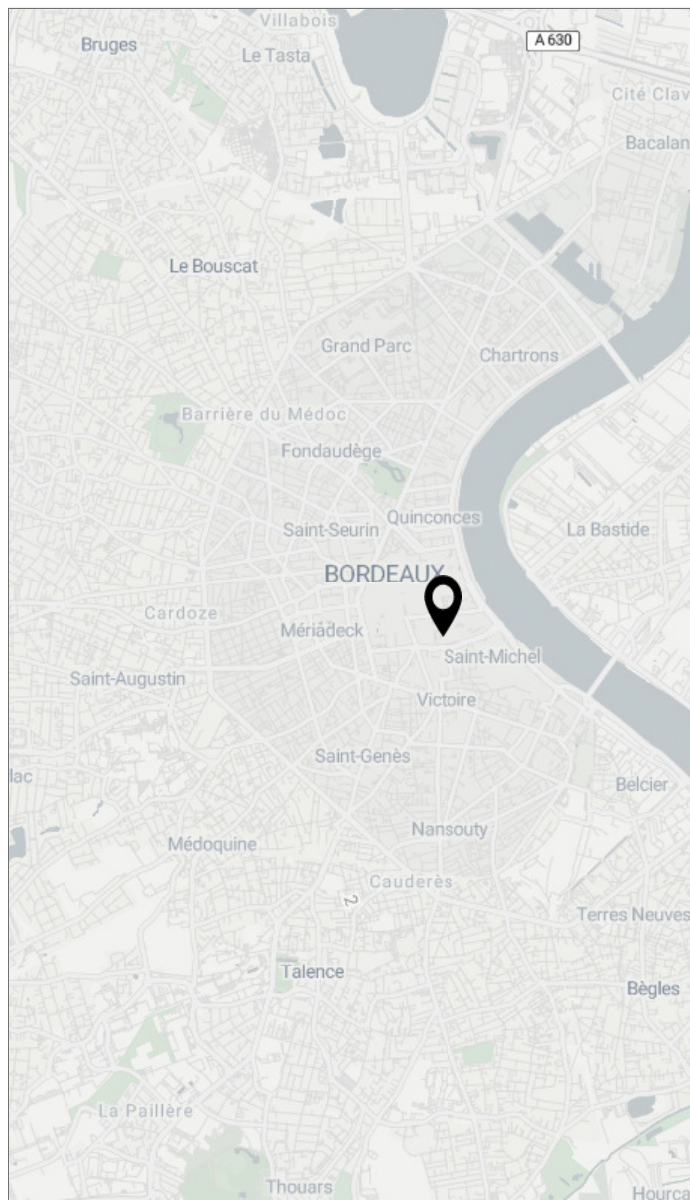 Villabois
A 630
Bruges
Le Tasta
Cité Clav
Bacalan
Le Bouscat
Grand Parc
Chartrons
Barrière du Médoc
Fondaudège
Quinconces
Saint-Seurin
La Bastide
BORDEAUX
Cardoze
Mériadeck
Saint-Michel
Saint-Augustin
Victoire
Saint-Genès
lac
Belcier
Nansouty
Médoquine
Cauderès
2
Terres Neuves
Talence
Bègles
La Paillère
Thouars
Hourc